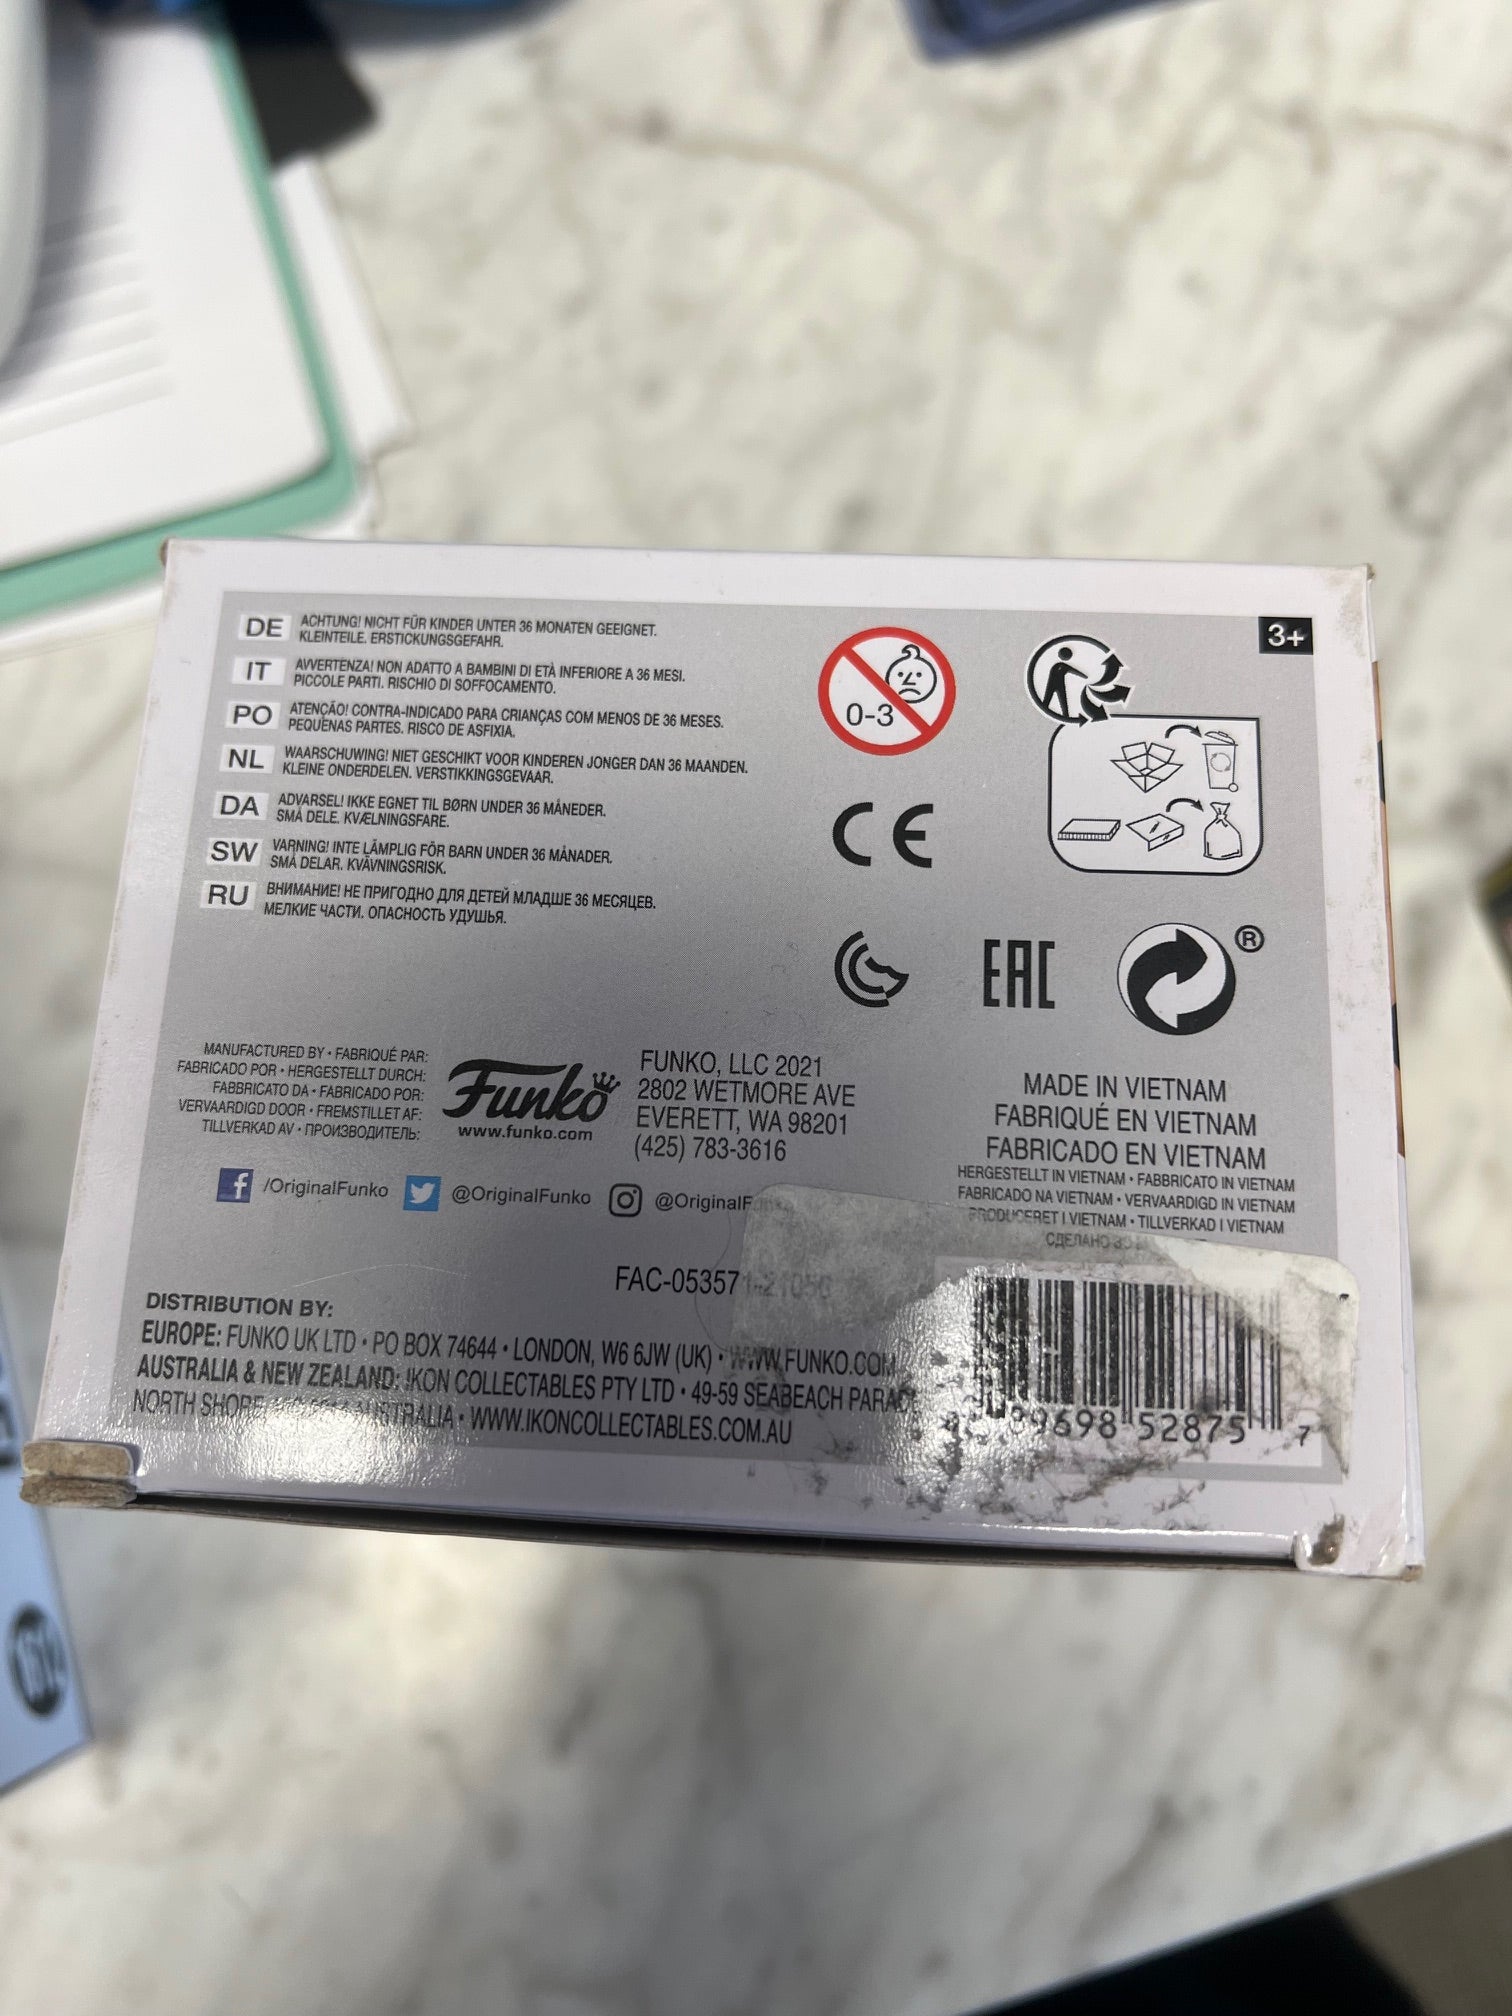 DE ACHTUNG! NICHT FÜR KINDER UNTER 36 MONATEN GEEIGNET.
KLEINTEILE. ERSTICKUNGSGEFAHR.
IT AVVERTENZA! NON ADATTO A BAMBINI DI ETÀ INFERIORE A 36 MESI.
PICCOLE PARTI. RISCHIO DI SOFFOCAMENTO.
PO ATENÇÃO! CONTRA-INDICADO PARA CRIANÇAS COM MENOS DE 36 MESES.
PEQUENAS PARTES. RISCO DE ASFIXIA.
NL WAARSCHUWING! NIET GESCHIKT VOOR KINDEREN JONGER DAN 36 MAANDEN.
KLEINE ONDERDELEN. VERSTIKKINGSGEVAAR.
DA ADVARSEL! IKKE EGNET TIL BØRN UNDER 36 MÅNEDER.
SMÅ DELE. KVÆLNINGSFARE.
SW VARNING! INTE LÄMPLIG FÖR BARN UNDER 36 MÅNADER.
SMÅ DELAR. KVÄVNINGSRISK.
RU ВНИМАНИЕ! НЕ ПРИГОДНО ДЛЯ ДЕТЕЙ МЛАДШЕ 36 МЕСЯЦЕВ.
МЕЛКИЕ ЧАСТИ. ОПАСНОСТЬ УДУШЬЯ.
0-3
3+
CE
EAC
®
MANUFACTURED BY • FABRIQUÉ PAR:
FABRICADO POR • HERGESTELLT DURCH:
FABBRICATO DA • FABRICADO POR:
VERVAARDIGD DOOR • FREMSTILLET AF:
TILLVERKAD AV • ПРОИЗВОДИТЕЛЬ:
Funko
www.funko.com
FUNKO, LLC 2021
2802 WETMORE AVE
EVERETT, WA 98201
(425) 783-3616
MADE IN VIETNAM
FABRIQUÉ EN VIETNAM
FABRICADO EN VIETNAM
HERGESTELLT IN VIETNAM • FABBRICATO IN VIETNAM
FABRICADO NA VIETNAM • VERVAARDIGD IN VIETNAM
PRODUCERET I VIETNAM • TILLVERKAD I VIETNAM
СДЕЛАНО
/OriginalFunko @OriginalFunko @OriginalF
FAC-053571-21056
DISTRIBUTION BY:
EUROPE: FUNKO UK LTD • PO BOX 74644 • LONDON, W6 6JW (UK) • WWW.FUNKO.COM
AUSTRALIA & NEW ZEALAND: IKON COLLECTABLES PTY LTD • 49-59 SEABEACH PARADE
NORTH SHORE AUSTRALIA • WWW.IKONCOLLECTABLES.COM.AU
89698 52875 7